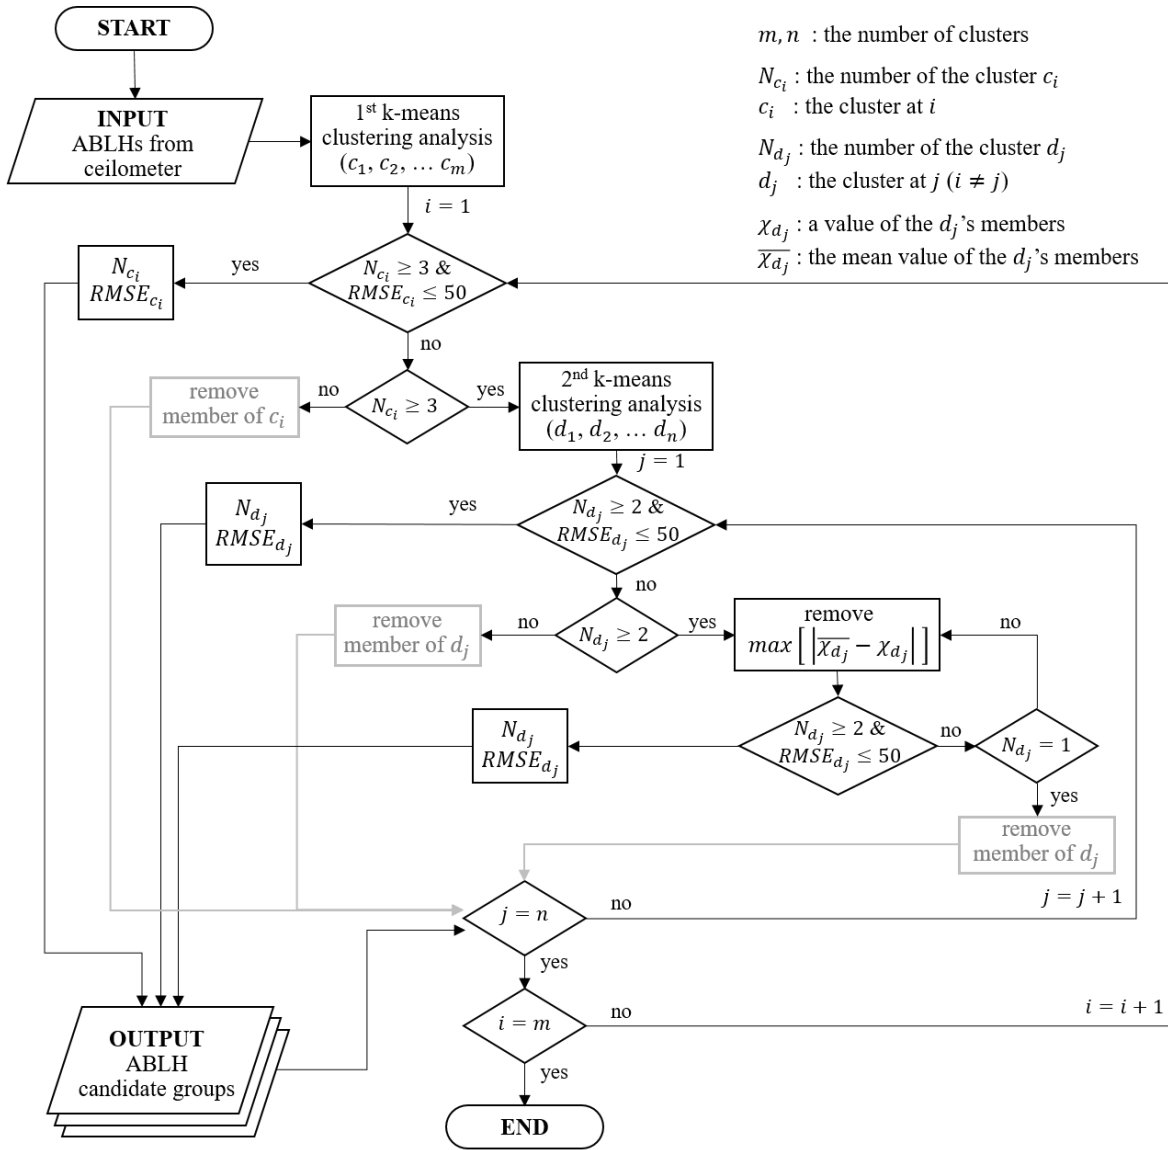 START
INPUT
ABLHs from
ceilometer
1st k-means
clustering analysis
(c₁, c₂, … cₘ)
m, n : the number of clusters
N_{c_i} : the number of the cluster c_i
c_i : the cluster at i
N_{d_j} : the number of the cluster d_j
d_j : the cluster at j (i ≠ j)
χ_{d_j} : a value of the d_j's members
\overline{χ_{d_j}} : the mean value of the d_j's members
i = 1
N_{c_i} ≥ 3 &
RMSE_{c_i} ≤ 50
yes
N_{c_i}
RMSE_{c_i}
no
N_{c_i} ≥ 3
no
remove
member of c_i
yes
2nd k-means
clustering analysis
(d₁, d₂, … dₙ)
j = 1
N_{d_j} ≥ 2 &
RMSE_{d_j} ≤ 50
yes
N_{d_j}
RMSE_{d_j}
no
N_{d_j} ≥ 2
no
remove
member of d_j
yes
remove
max[|\overline{χ_{d_j}} − χ_{d_j}|]
no
N_{d_j} ≥ 2 &
RMSE_{d_j} ≤ 50
N_{d_j}
RMSE_{d_j}
no
N_{d_j} = 1
yes
remove
member of d_j
j = n
no
j = j + 1
yes
i = m
no
i = i + 1
yes
OUTPUT
ABLH
candidate groups
END